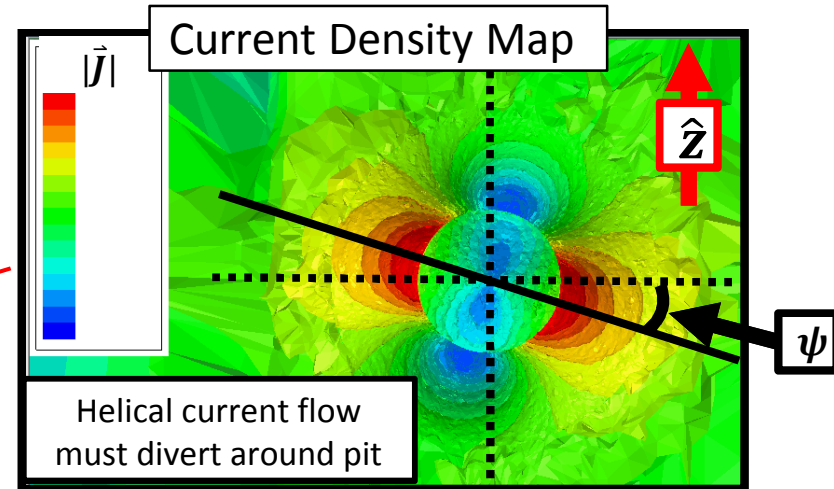 Current Density Map
|J⃗|
Ẑ
ψ
Helical current flow
must divert around pit